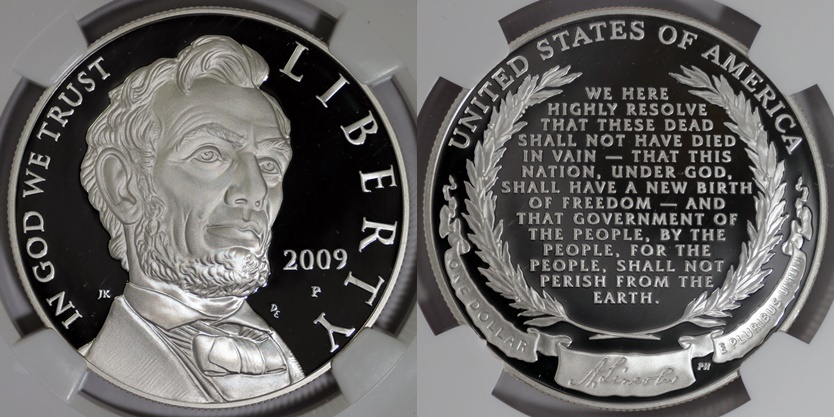 IN GOD WE TRUST
LIBERTY
2009
P
JK
DE
UNITED STATES OF AMERICA
WE HERE
HIGHLY RESOLVE
THAT THESE DEAD
SHALL NOT HAVE DIED
IN VAIN — THAT THIS
NATION, UNDER GOD,
SHALL HAVE A NEW BIRTH
OF FREEDOM — AND
THAT GOVERNMENT OF
THE PEOPLE, BY THE
PEOPLE, FOR THE
PEOPLE, SHALL NOT
PERISH FROM THE
EARTH.
ONE DOLLAR
A. Lincoln
PH
E PLURIBUS UNUM